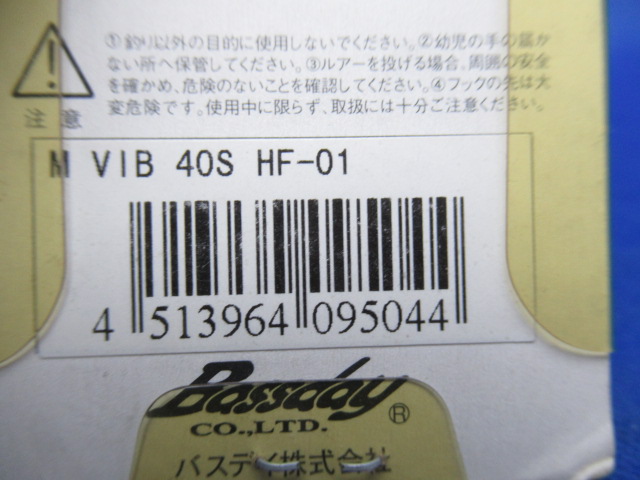 ①釣り以外の目的に使用しないでください。②幼児の手の届か
ない所へ保管してください。③ルアーを投げる場合、周囲の安全
を確かめ、危険のないことを確認してください。④フックの先は大
変危険です。使用中に限らず、取扱には十分ご注意ください。
注意
M VIB 40S HF-01
4 513964 095044
Bassday®
CO.,LTD.
バスデイ株式会社